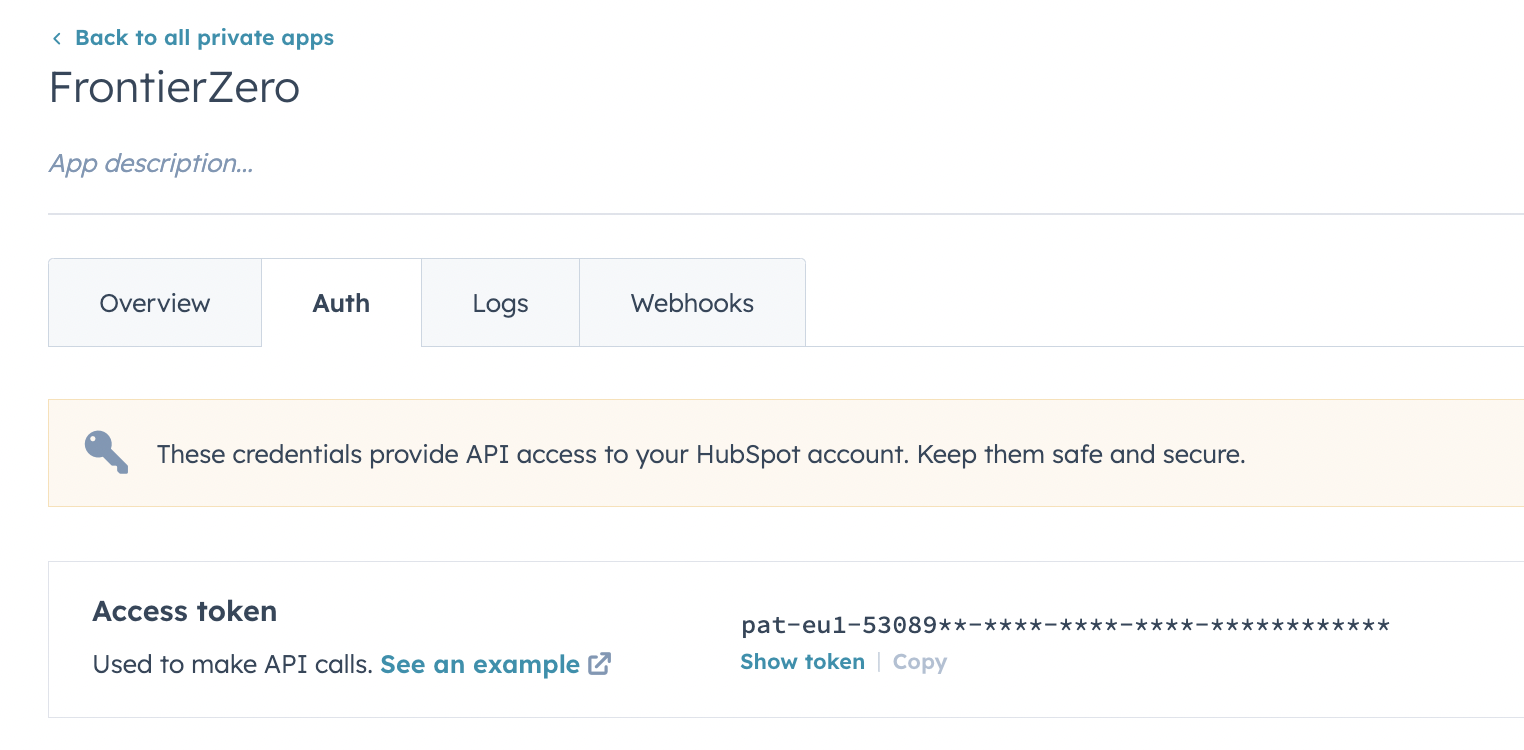 Back to all private apps
FrontierZero
App description...
Overview Auth Logs Webhooks
These credentials provide API access to your HubSpot account. Keep them safe and secure.
Access token
pat-eu1-53089**-****-****-****-************
Used to make API calls. See an example
Show token | Copy